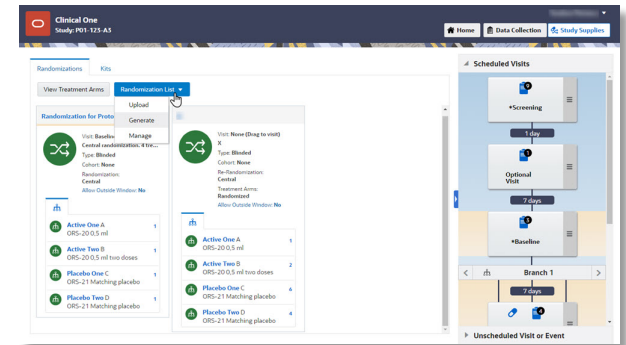 Clinical One
Study: P01-123-A3
Home
Data Collection
Study Supplies
Randomizations
Kits
View Treatment Arms
Randomization List
Upload
Generate
Manage
Randomization for Proto
Visit: Baselin
Central randomization. 4 tre...
Type: Blinded
Cohort: None
Randomization:
Central
Allow Outside Window: No
Active One A
1
ORS-20 0,5 ml
Active Two B
1
ORS-20 0,5 ml two doses
Placebo One C
1
ORS-21 Matching placebo
Placebo Two D
1
ORS-21 Matching placebo
Visit: None (Drag to visit)
X
Type: Blinded
Cohort: None
Re-Randomization:
Central
Treatment Arms:
Randomized
Allow Outside Window: No
Active One A
1
ORS-20 0,5 ml
Active Two B
2
ORS-20 0,5 ml two doses
Placebo One C
6
ORS-21 Matching placebo
Placebo Two D
4
ORS-21 Matching placebo
Scheduled Visits
*Screening
1 day
1
Optional
Visit
7 days
*Baseline
Branch 1
7 days
4
Unscheduled Visit or Event